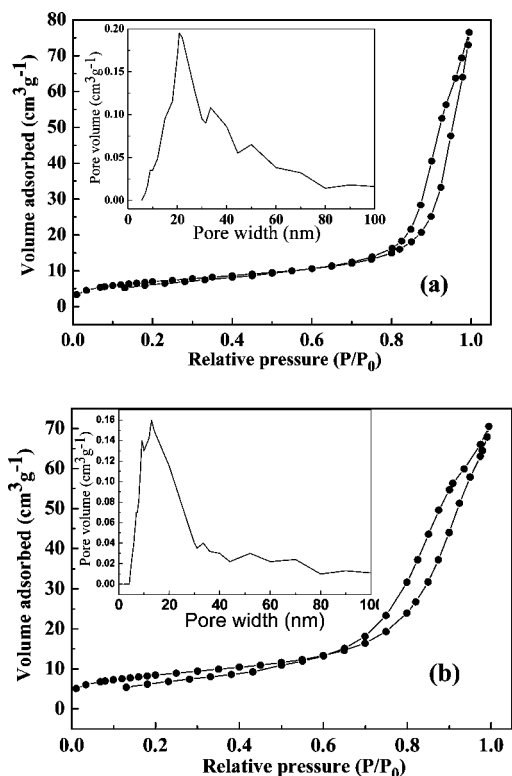 80
70
60
50
40
30
20
10
0
Volume adsorbed (cm³g⁻¹)
0.20
0.15
0.10
0.05
0.00
Pore volume (cm³g⁻¹)
0 20 40 60 80 100
Pore width (nm)
(a)
0.0 0.2 0.4 0.6 0.8 1.0
Relative pressure (P/P₀)
70
60
50
40
30
20
10
0
Volume adsorbed (cm³g⁻¹)
0.16
0.14
0.12
0.10
0.08
0.06
0.04
0.02
0.00
Pore volume (cm³g⁻¹)
0 20 40 60 80 100
Pore width (nm)
(b)
0.0 0.2 0.4 0.6 0.8 1.0
Relative pressure (P/P₀)